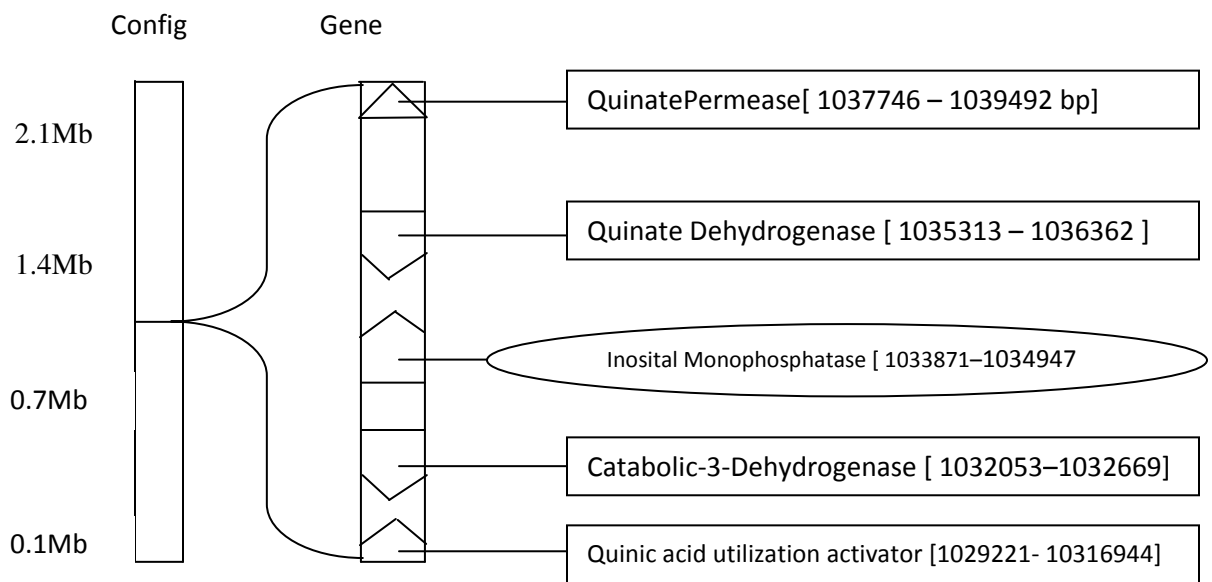 Config Gene
2.1Mb
1.4Mb
0.7Mb
0.1Mb
QuinatePermease[ 1037746 – 1039492 bp]
Quinate Dehydrogenase [ 1035313 – 1036362 ]
Inosital Monophosphatase [ 1033871–1034947
Catabolic-3-Dehydrogenase [ 1032053–1032669]
Quinic acid utilization activator [1029221- 10316944]